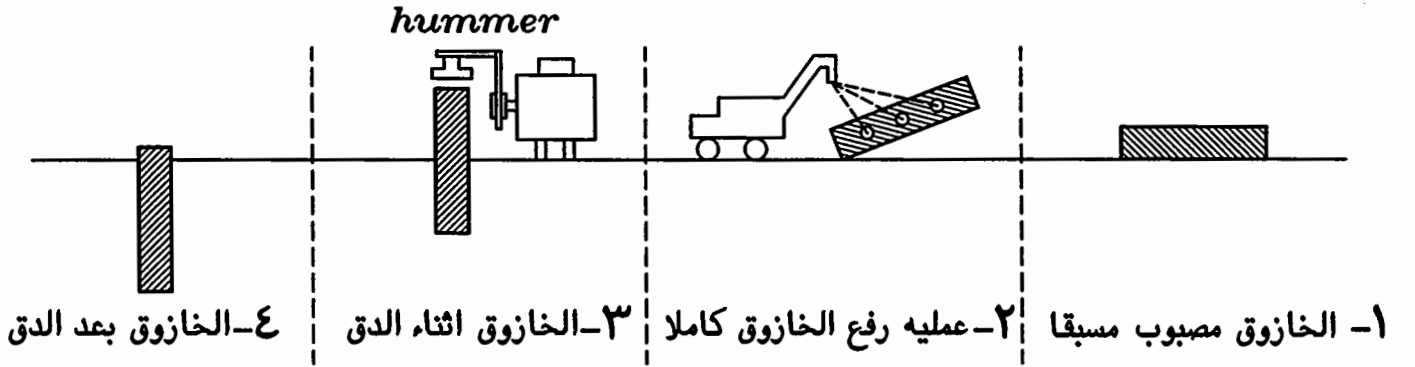 hummer
١- الخازوق مصبوب مسبقا
٢-عمليه رفع الخازوق كاملا
٣-الخازوق اثناء الدق
٤-الخازوق بعد الدق